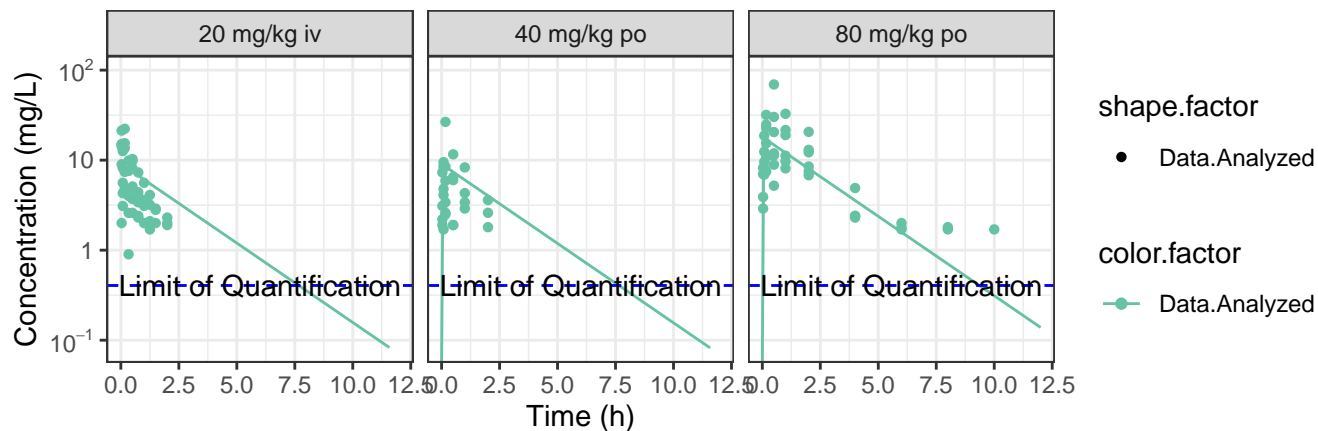 20 mg/kg iv
40 mg/kg po
80 mg/kg po
Concentration (mg/L)
10²
10
1
10⁻¹
Limit of Quantification
Limit of Quantification
Limit of Quantification
0.0 2.5 5.0 7.5 10.0 12.5
0.0 2.5 5.0 7.5 10.0 12.5
0.0 2.5 5.0 7.5 10.0 12.5
Time (h)
shape.factor
Data.Analyzed
color.factor
Data.Analyzed